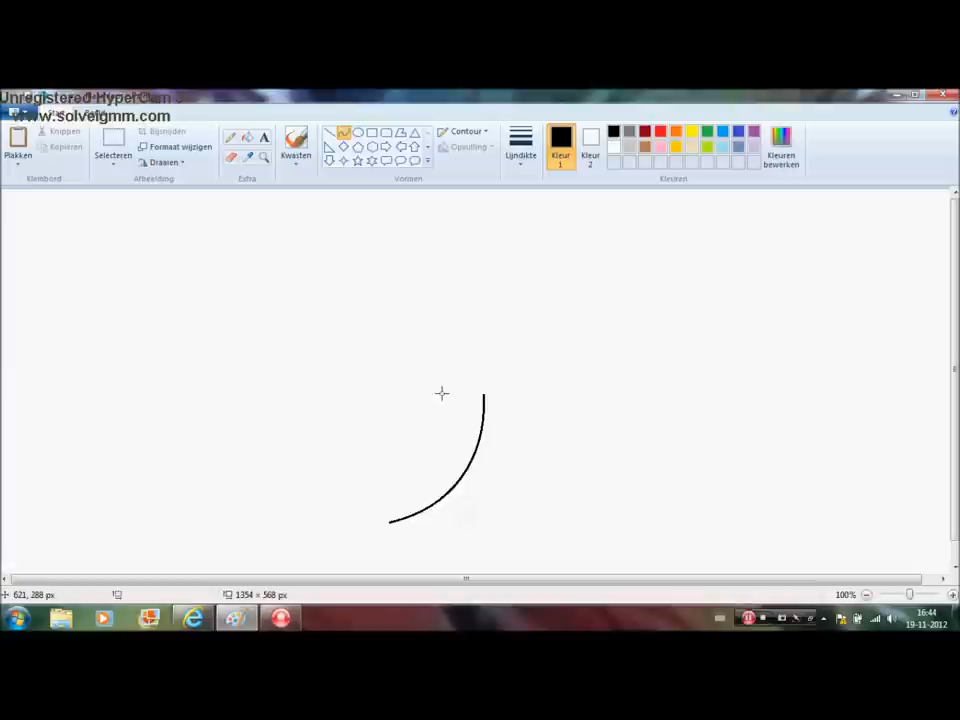 Unregistered HyperCam
www.solveigmm.com
Plakken
Knippen
Kopiëren
Klembord
Selecteren
Bijsnijden
Formaat wijzigen
Draaien
Afbeelding
A
Extra
Kwasten
Vormen
Contour
Opvulling
Lijndikte
Kleur 1
Kleur 2
Kleuren
Kleuren bewerken
621, 288 px
1354 × 568 px
100%
16:44
19-11-2012